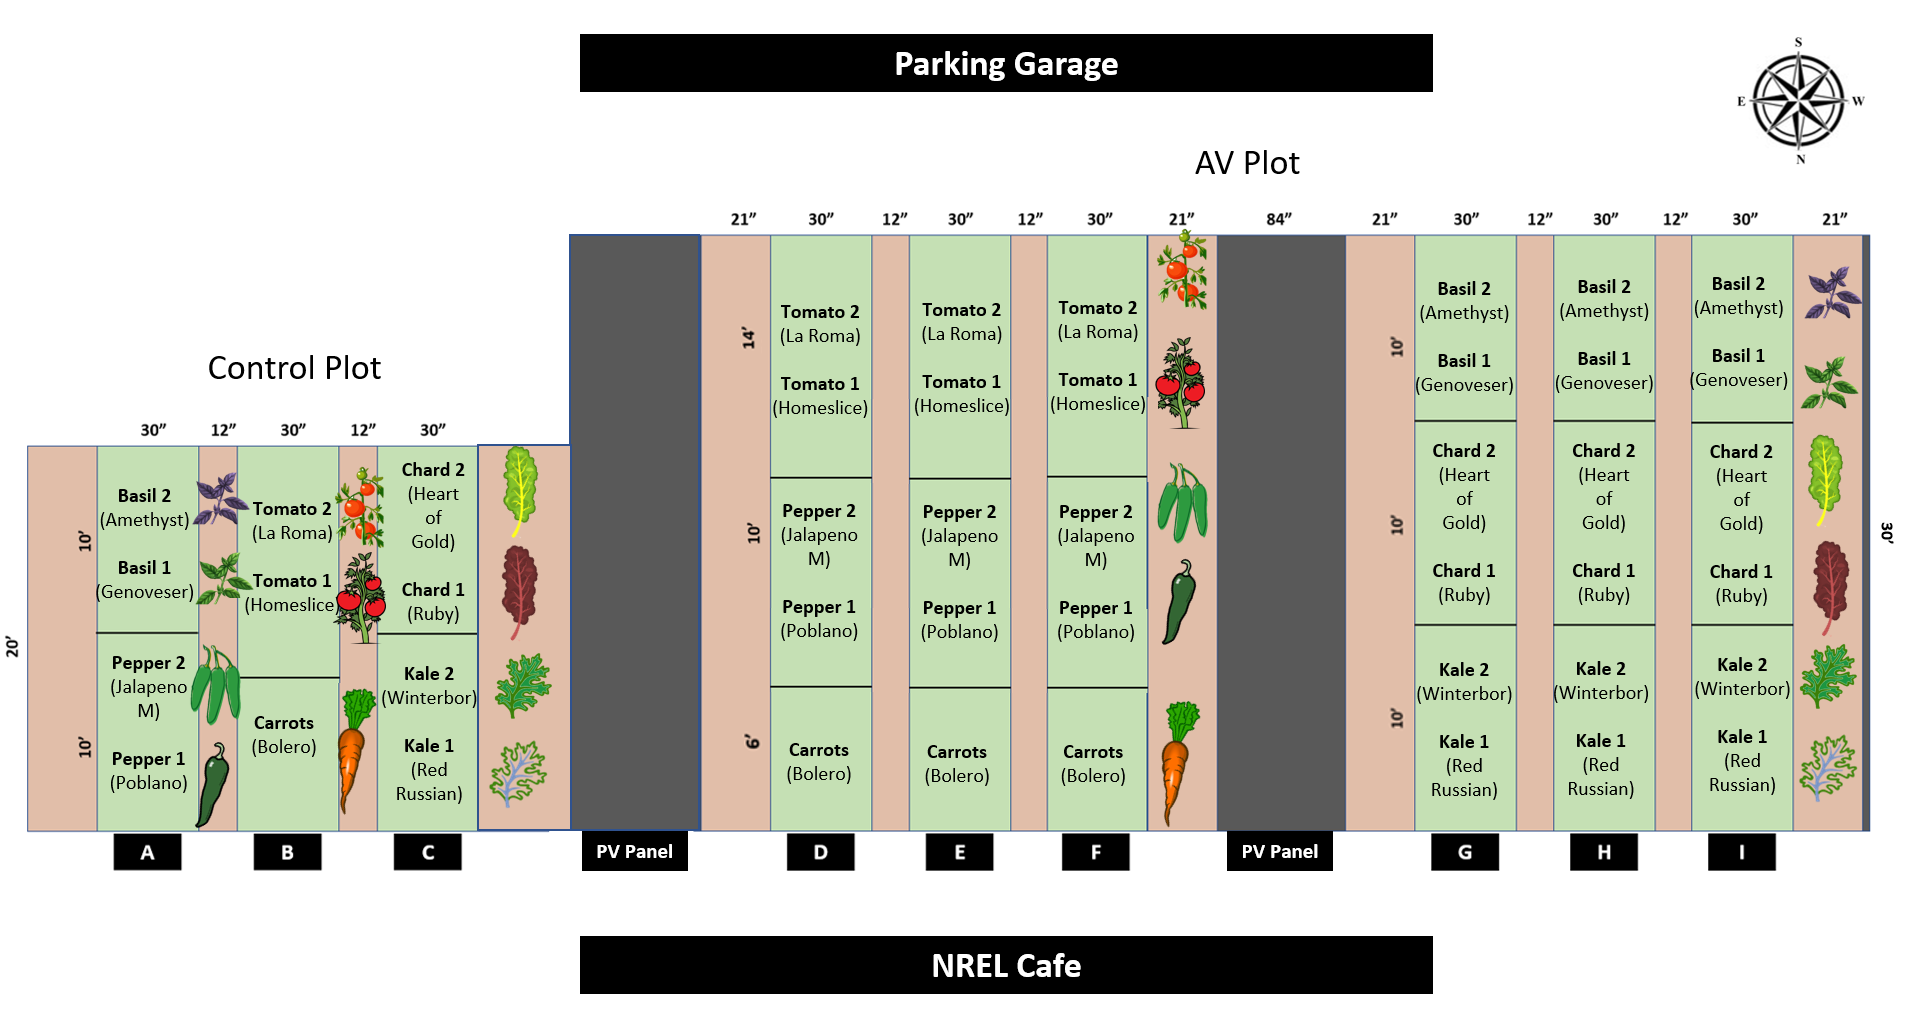 Parking Garage
S
E
W
N
AV Plot
21” 30” 12” 30” 12” 30” 21” 84” 21” 30” 12” 30” 12” 30” 21”
Control Plot
30” 12” 30” 12” 30”
20’
10’
10’
Basil 2
(Amethyst)
Basil 1
(Genoveser)
Pepper 2
(Jalapeno
M)
Pepper 1
(Poblano)
Tomato 2
(La Roma)
Tomato 1
(Homeslice)
Carrots
(Bolero)
Chard 2
(Heart
of
Gold)
Chard 1
(Ruby)
Kale 2
(Winterbor)
Kale 1
(Red
Russian)
14’
10’
6’
Tomato 2
(La Roma)
Tomato 1
(Homeslice)
Pepper 2
(Jalapeno
M)
Pepper 1
(Poblano)
Carrots
(Bolero)
Tomato 2
(La Roma)
Tomato 1
(Homeslice)
Pepper 2
(Jalapeno
M)
Pepper 1
(Poblano)
Carrots
(Bolero)
Tomato 2
(La Roma)
Tomato 1
(Homeslice)
Pepper 2
(Jalapeno
M)
Pepper 1
(Poblano)
Carrots
(Bolero)
10’
10’
10’
Basil 2
(Amethyst)
Basil 1
(Genoveser)
Chard 2
(Heart
of
Gold)
Chard 1
(Ruby)
Kale 2
(Winterbor)
Kale 1
(Red
Russian)
Basil 2
(Amethyst)
Basil 1
(Genoveser)
Chard 2
(Heart
of
Gold)
Chard 1
(Ruby)
Kale 2
(Winterbor)
Kale 1
(Red
Russian)
Basil 2
(Amethyst)
Basil 1
(Genoveser)
Chard 2
(Heart
of
Gold)
Chard 1
(Ruby)
Kale 2
(Winterbor)
Kale 1
(Red
Russian)
30’
A B C PV Panel D E F PV Panel G H I
NREL Cafe